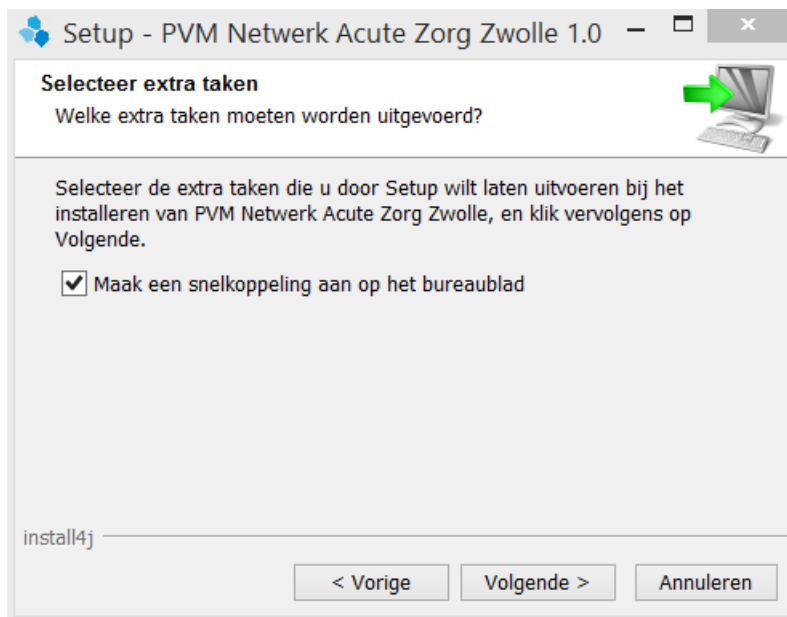 Setup - PVM Netwerk Acute Zorg Zwolle 1.0
Selecteer extra taken
Welke extra taken moeten worden uitgevoerd?
Selecteer de extra taken die u door Setup wilt laten uitvoeren bij het
installeren van PVM Netwerk Acute Zorg Zwolle, en klik vervolgens op
Volgende.
Maak een snelkoppeling aan op het bureaublad
install4j
< Vorige
Volgende >
Annuleren